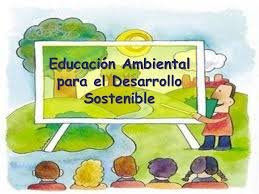 Educación Ambiental
para el Desarrollo
Sostenible